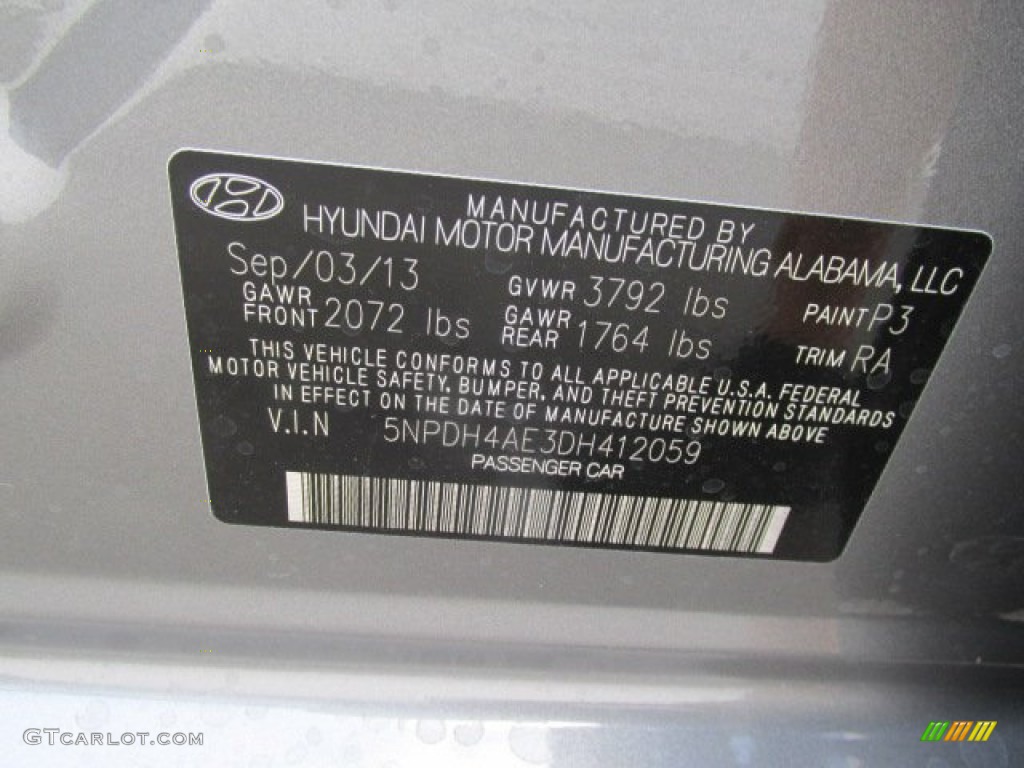 MANUFACTURED BY
HYUNDAI MOTOR MANUFACTURING ALABAMA, LLC
Sep/03/13 GVWR 3792 lbs PAINT P3
GAWR FRONT 2072 lbs GAWR REAR 1764 lbs TRIM RA
THIS VEHICLE CONFORMS TO ALL APPLICABLE U.S.A. FEDERAL
MOTOR VEHICLE SAFETY, BUMPER, AND THEFT PREVENTION STANDARDS
IN EFFECT ON THE DATE OF MANUFACTURE SHOWN ABOVE
V.I.N 5NPDH4AE3DH412059
PASSENGER CAR
GTCarlot.com